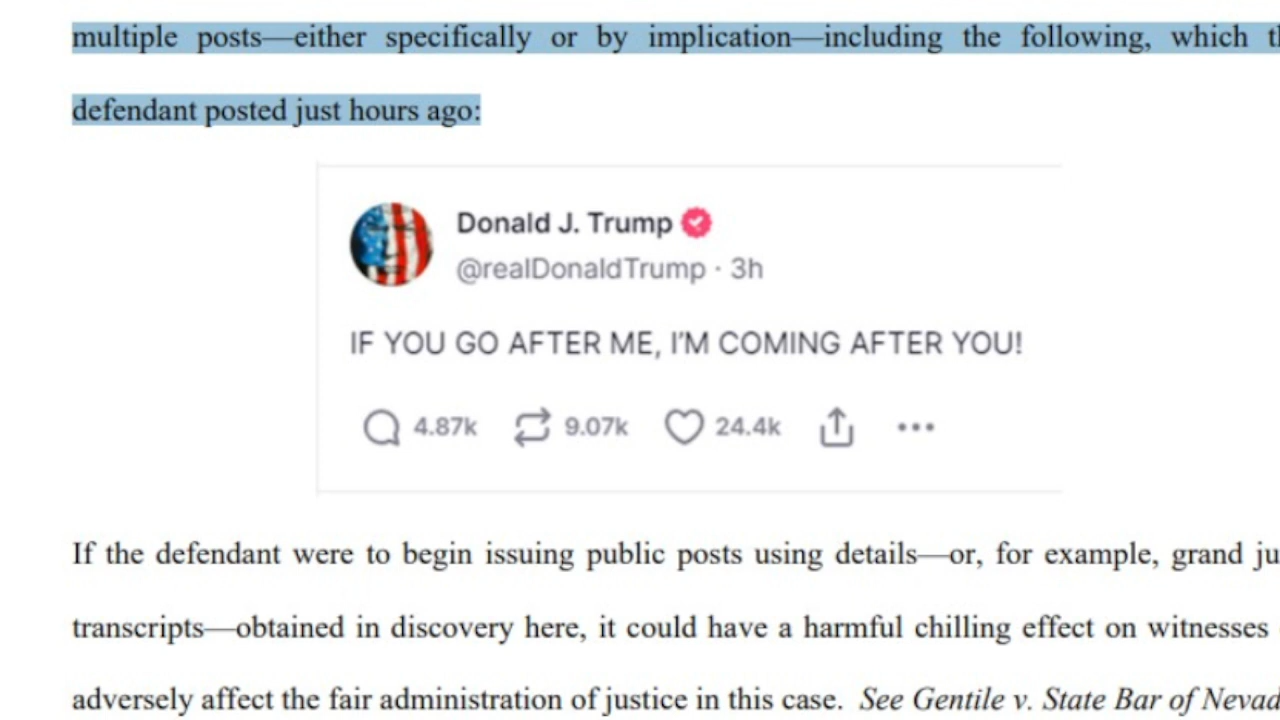 multiple posts—either specifically or by implication—including the following, which
defendant posted just hours ago:
Donald J. Trump
@realDonaldTrump · 3h
IF YOU GO AFTER ME, I'M COMING AFTER YOU!
4.87k 9.07k 24.4k
If the defendant were to begin issuing public posts using details—or, for example, grand
transcripts—obtained in discovery here, it could have a harmful chilling effect on witnesses
adversely affect the fair administration of justice in this case. See Gentile v. State Bar of